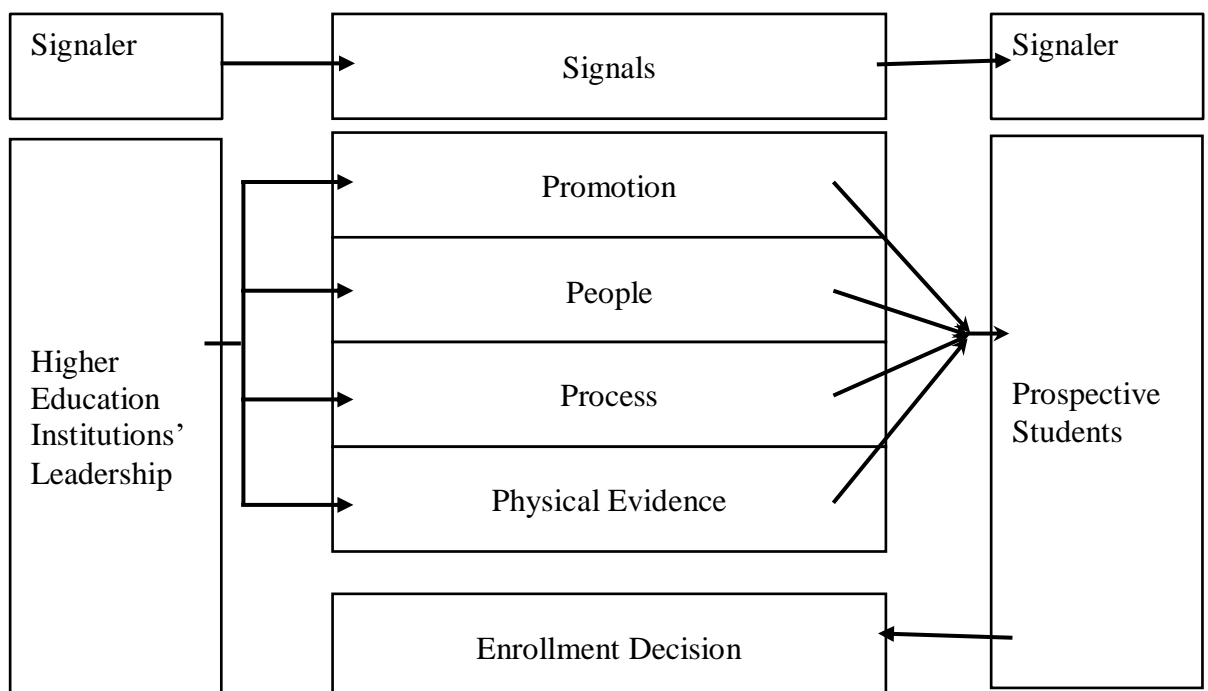 Signaler
Signals
Signaler
Promotion
People
Process
Physical Evidence
Higher
Education
Institutions’
Leadership
Prospective
Students
Enrollment Decision